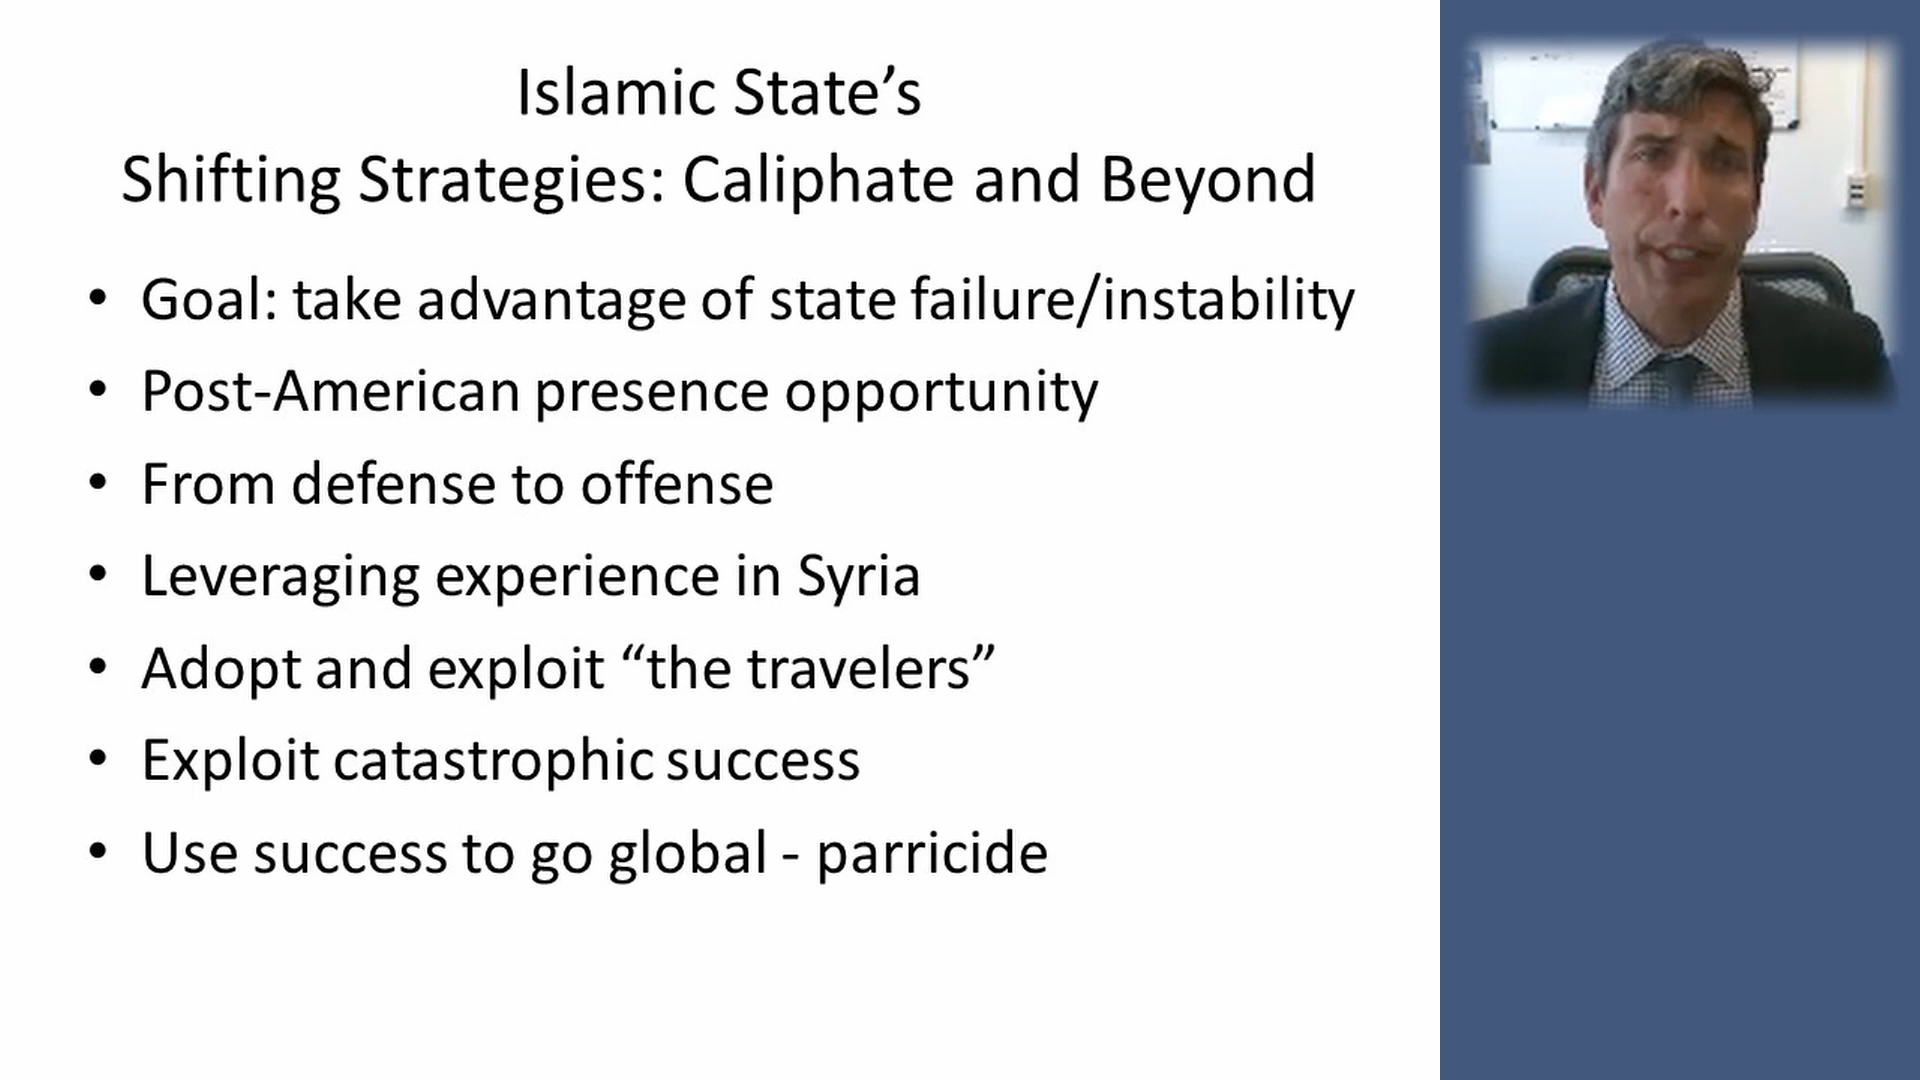 Islamic State’s
Shifting Strategies: Caliphate and Beyond
• Goal: take advantage of state failure/instability
• Post-American presence opportunity
• From defense to offense
• Leveraging experience in Syria
• Adopt and exploit “the travelers”
• Exploit catastrophic success
• Use success to go global - parricide